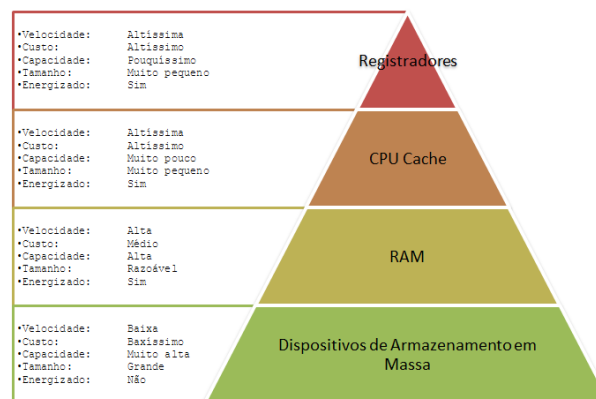 •Velocidade: Altíssima
•Custo: Altíssimo
•Capacidade: Pouquíssimo
•Tamanho: Muito pequeno
•Energizado: Sim
Registradores
•Velocidade: Altíssima
•Custo: Altíssimo
•Capacidade: Muito pouco
•Tamanho: Muito pequeno
•Energizado: Sim
CPU Cache
•Velocidade: Alta
•Custo: Médio
•Capacidade: Alta
•Tamanho: Razoável
•Energizado: Sim
RAM
•Velocidade: Baixa
•Custo: Baxíssimo
•Capacidade: Muito alta
•Tamanho: Grande
•Energizado: Não
Dispositivos de Armazenamento em
Massa